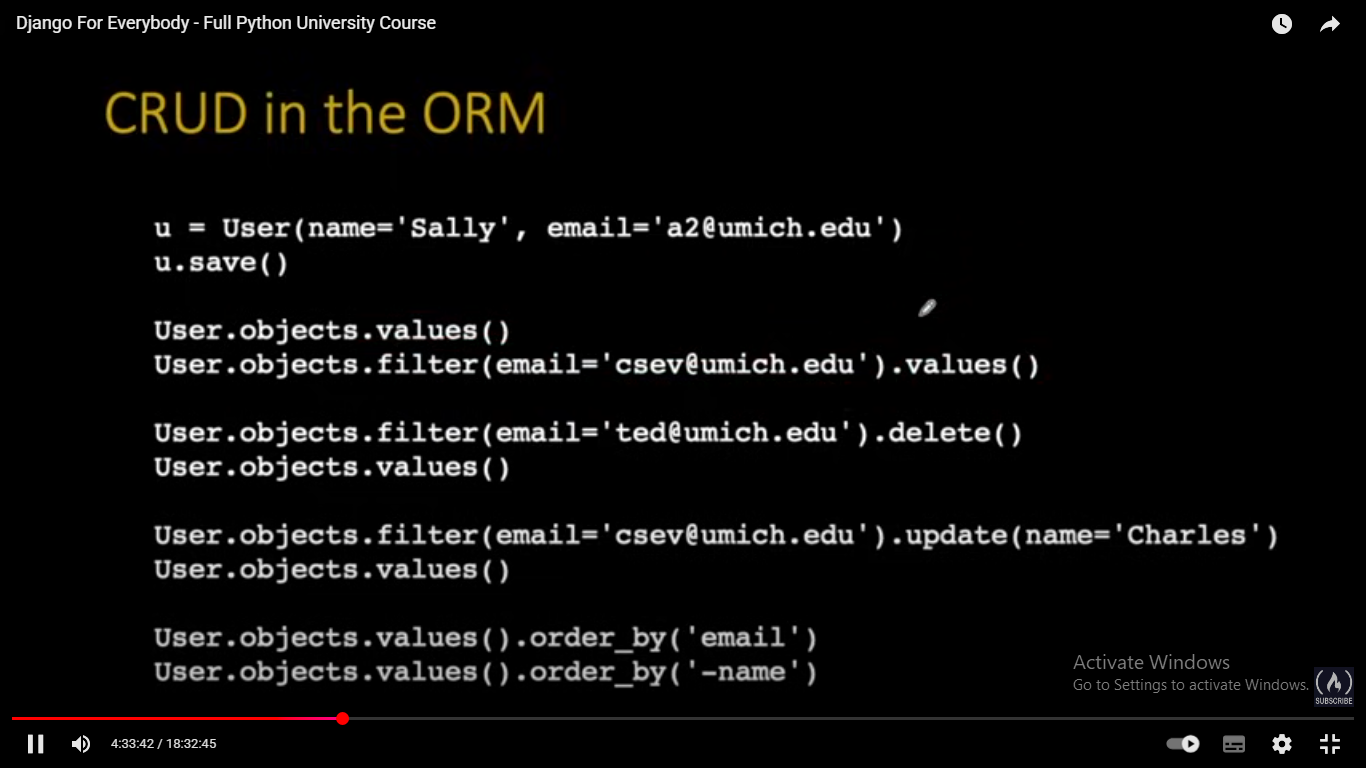 Django For Everybody - Full Python University Course
CRUD in the ORM
u = User(name='Sally', email='a2@umich.edu')
u.save()
User.objects.values()
User.objects.filter(email='csev@umich.edu').values()
User.objects.filter(email='ted@umich.edu').delete()
User.objects.values()
User.objects.filter(email='csev@umich.edu').update(name='Charles')
User.objects.values()
User.objects.values().order_by('email')
User.objects.values().order_by('-name')
Activate Windows
Go to Settings to activate Windows.
SUBSCRIBE
4:33:42 / 18:32:45